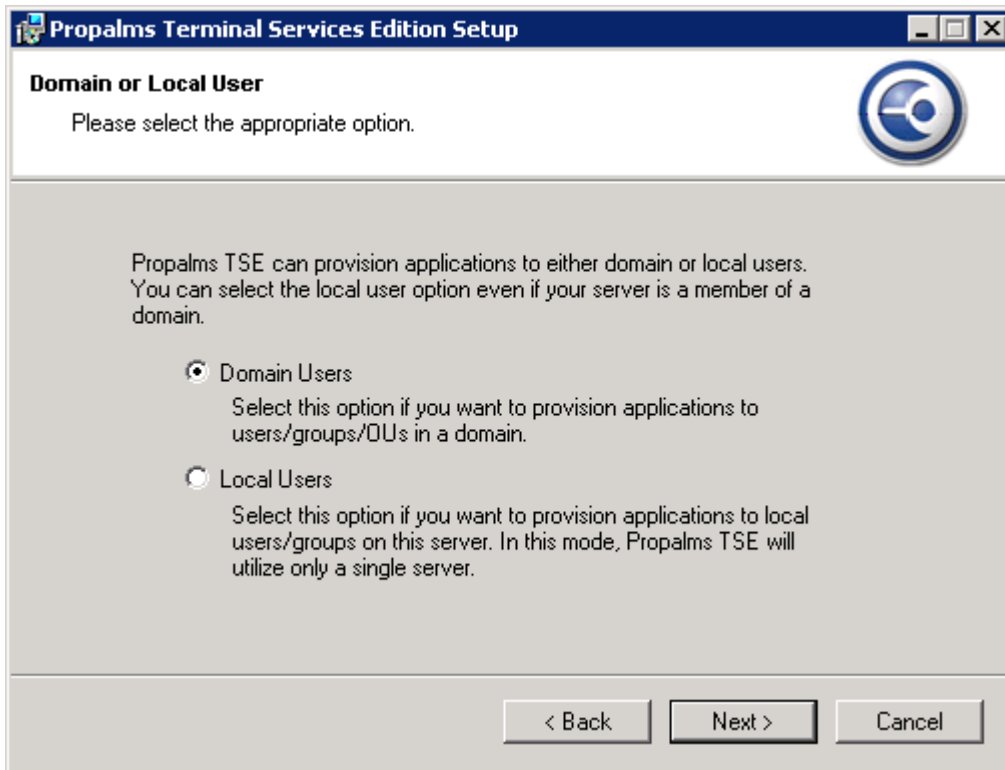 Propalms Terminal Services Edition Setup
Domain or Local User
Please select the appropriate option.
Propalms TSE can provision applications to either domain or local users.
You can select the local user option even if your server is a member of a
domain.
Domain Users
Select this option if you want to provision applications to
users/groups/OUs in a domain.
Local Users
Select this option if you want to provision applications to local
users/groups on this server. In this mode, Propalms TSE will
utilize only a single server.
< Back
Next >
Cancel